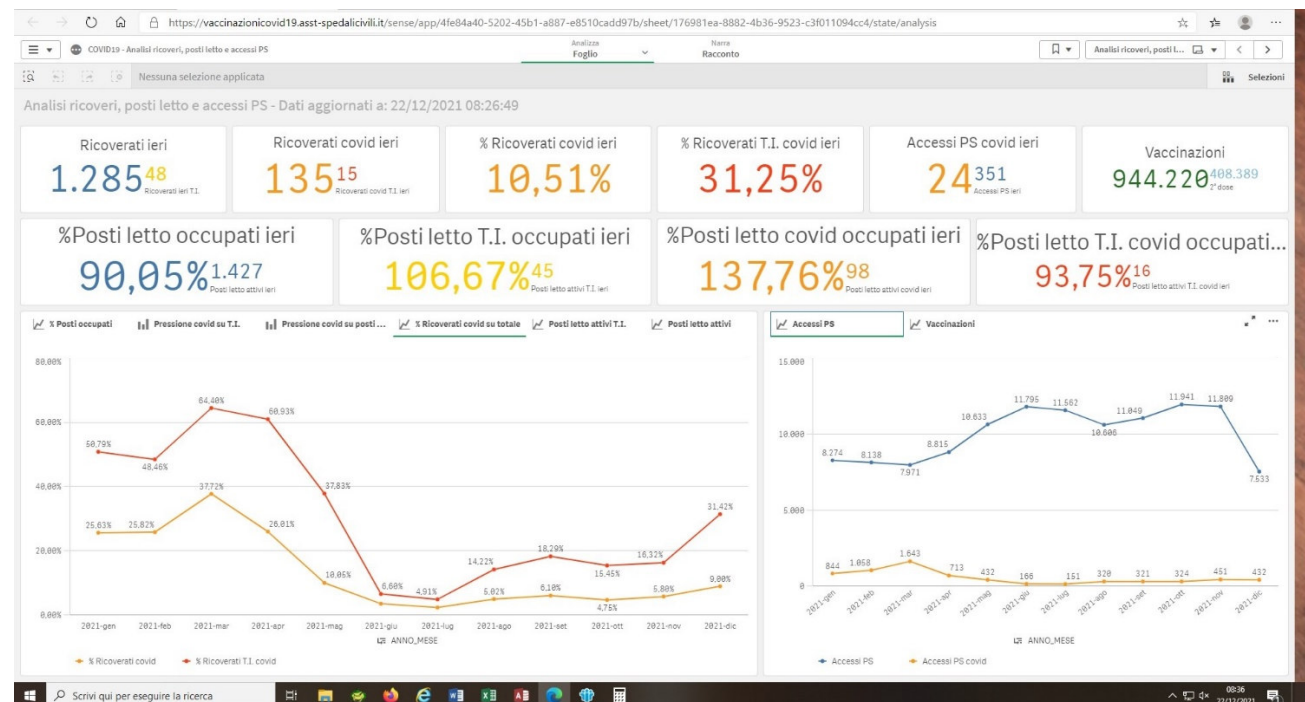 https://vaccinazionicovid19.asst-spedalicivili.it/sense/app/4fe84a40-5202-45b1-a887-e8510cadd97b/sheet/176981ea-8882-4b36-9523-c3f011094cc4/state/analysis
COVID19 - Analisi ricoveri, posti letto e accessi PS
Analizza
Foglio
Narra
Racconto
Analisi ricoveri, posti l...
Nessuna selezione applicata
Selezioni
Analisi ricoveri, posti letto e accessi PS - Dati aggiornati a: 22/12/2021 08:26:49
Ricoverati ieri
1.285 48 Ricoverati ieri T.I.
Ricoverati covid ieri
135 15 Ricoverati covid T.I. ieri
% Ricoverati covid ieri
10,51%
% Ricoverati T.I. covid ieri
31,25%
Accessi PS covid ieri
24 351 Accessi PS ieri
Vaccinazioni
944.220 408.389 2° dose
%Posti letto occupati ieri
90,05% 1.427 Posti letto attivi ieri
%Posti letto T.I. occupati ieri
106,67% 45 Posti letto attivi T.I. ieri
%Posti letto covid occupati ieri
137,76% 98 Posti letto attivi covid ieri
%Posti letto T.I. covid occupati...
93,75% 16 Posti letto attivi T.I. covid ieri
% Posti occupati
Pressione covid su T.I.
Pressione covid su posti ...
% Ricoverati covid su totale
Posti letto attivi T.I.
Posti letto attivi
80,00%
60,00%
40,00%
20,00%
0,00%
50,79%
48,46%
64,40%
60,93%
37,83%
6,60%
4,91%
14,22%
18,29%
15,45%
16,32%
31,42%
25,63%
25,82%
37,72%
26,01%
10,05%
5,02%
6,10%
4,75%
5,80%
9,00%
2021-gen 2021-feb 2021-mar 2021-apr 2021-mag 2021-giu 2021-lug 2021-ago 2021-set 2021-ott 2021-nov 2021-dic
ANNO_MESE
% Ricoverati covid
% Ricoverati T.I. covid
Accessi PS
Vaccinazioni
15.000
10.000
5.000
0
8.274
8.138
7.971
8.815
10.633
11.795
11.562
10.606
11.049
11.941
11.809
7.533
844
1.058
1.643
713
432
166
151
320
321
324
451
432
2021-gen 2021-feb 2021-mar 2021-apr 2021-mag 2021-giu 2021-lug 2021-ago 2021-set 2021-ott 2021-nov 2021-dic
ANNO_MESE
Accessi PS
Accessi PS covid
Scrivi qui per eseguire la ricerca
08:36
22/12/2021